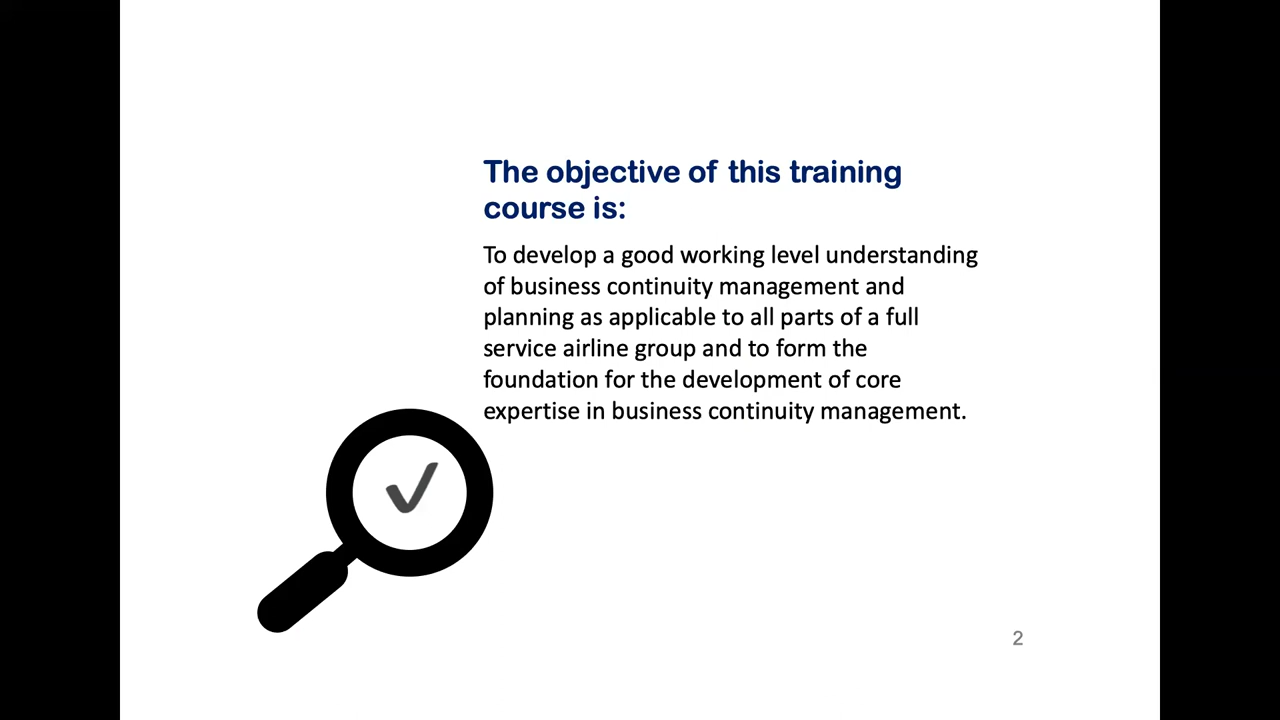 The objective of this training
course is:
To develop a good working level understanding
of business continuity management and
planning as applicable to all parts of a full
service airline group and to form the
foundation for the development of core
expertise in business continuity management.
2